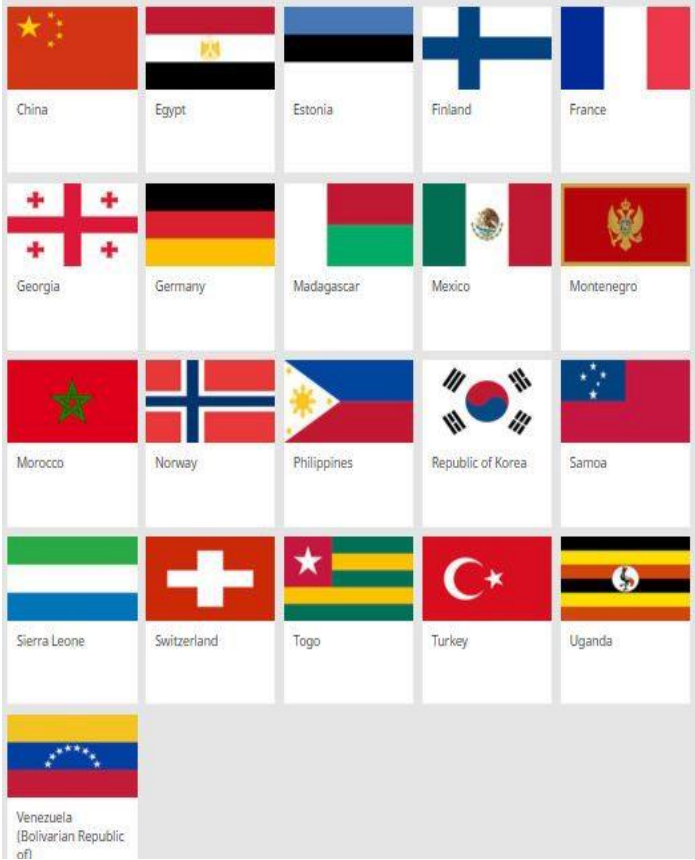 China
Egypt
Estonia
Finland
France
Georgia
Germany
Madagascar
Mexico
Montenegro
Morocco
Norway
Philippines
Republic of Korea
Samoa
Sierra Leone
Switzerland
Togo
Turkey
Uganda
Venezuela
(Bolivarian Republic
of)